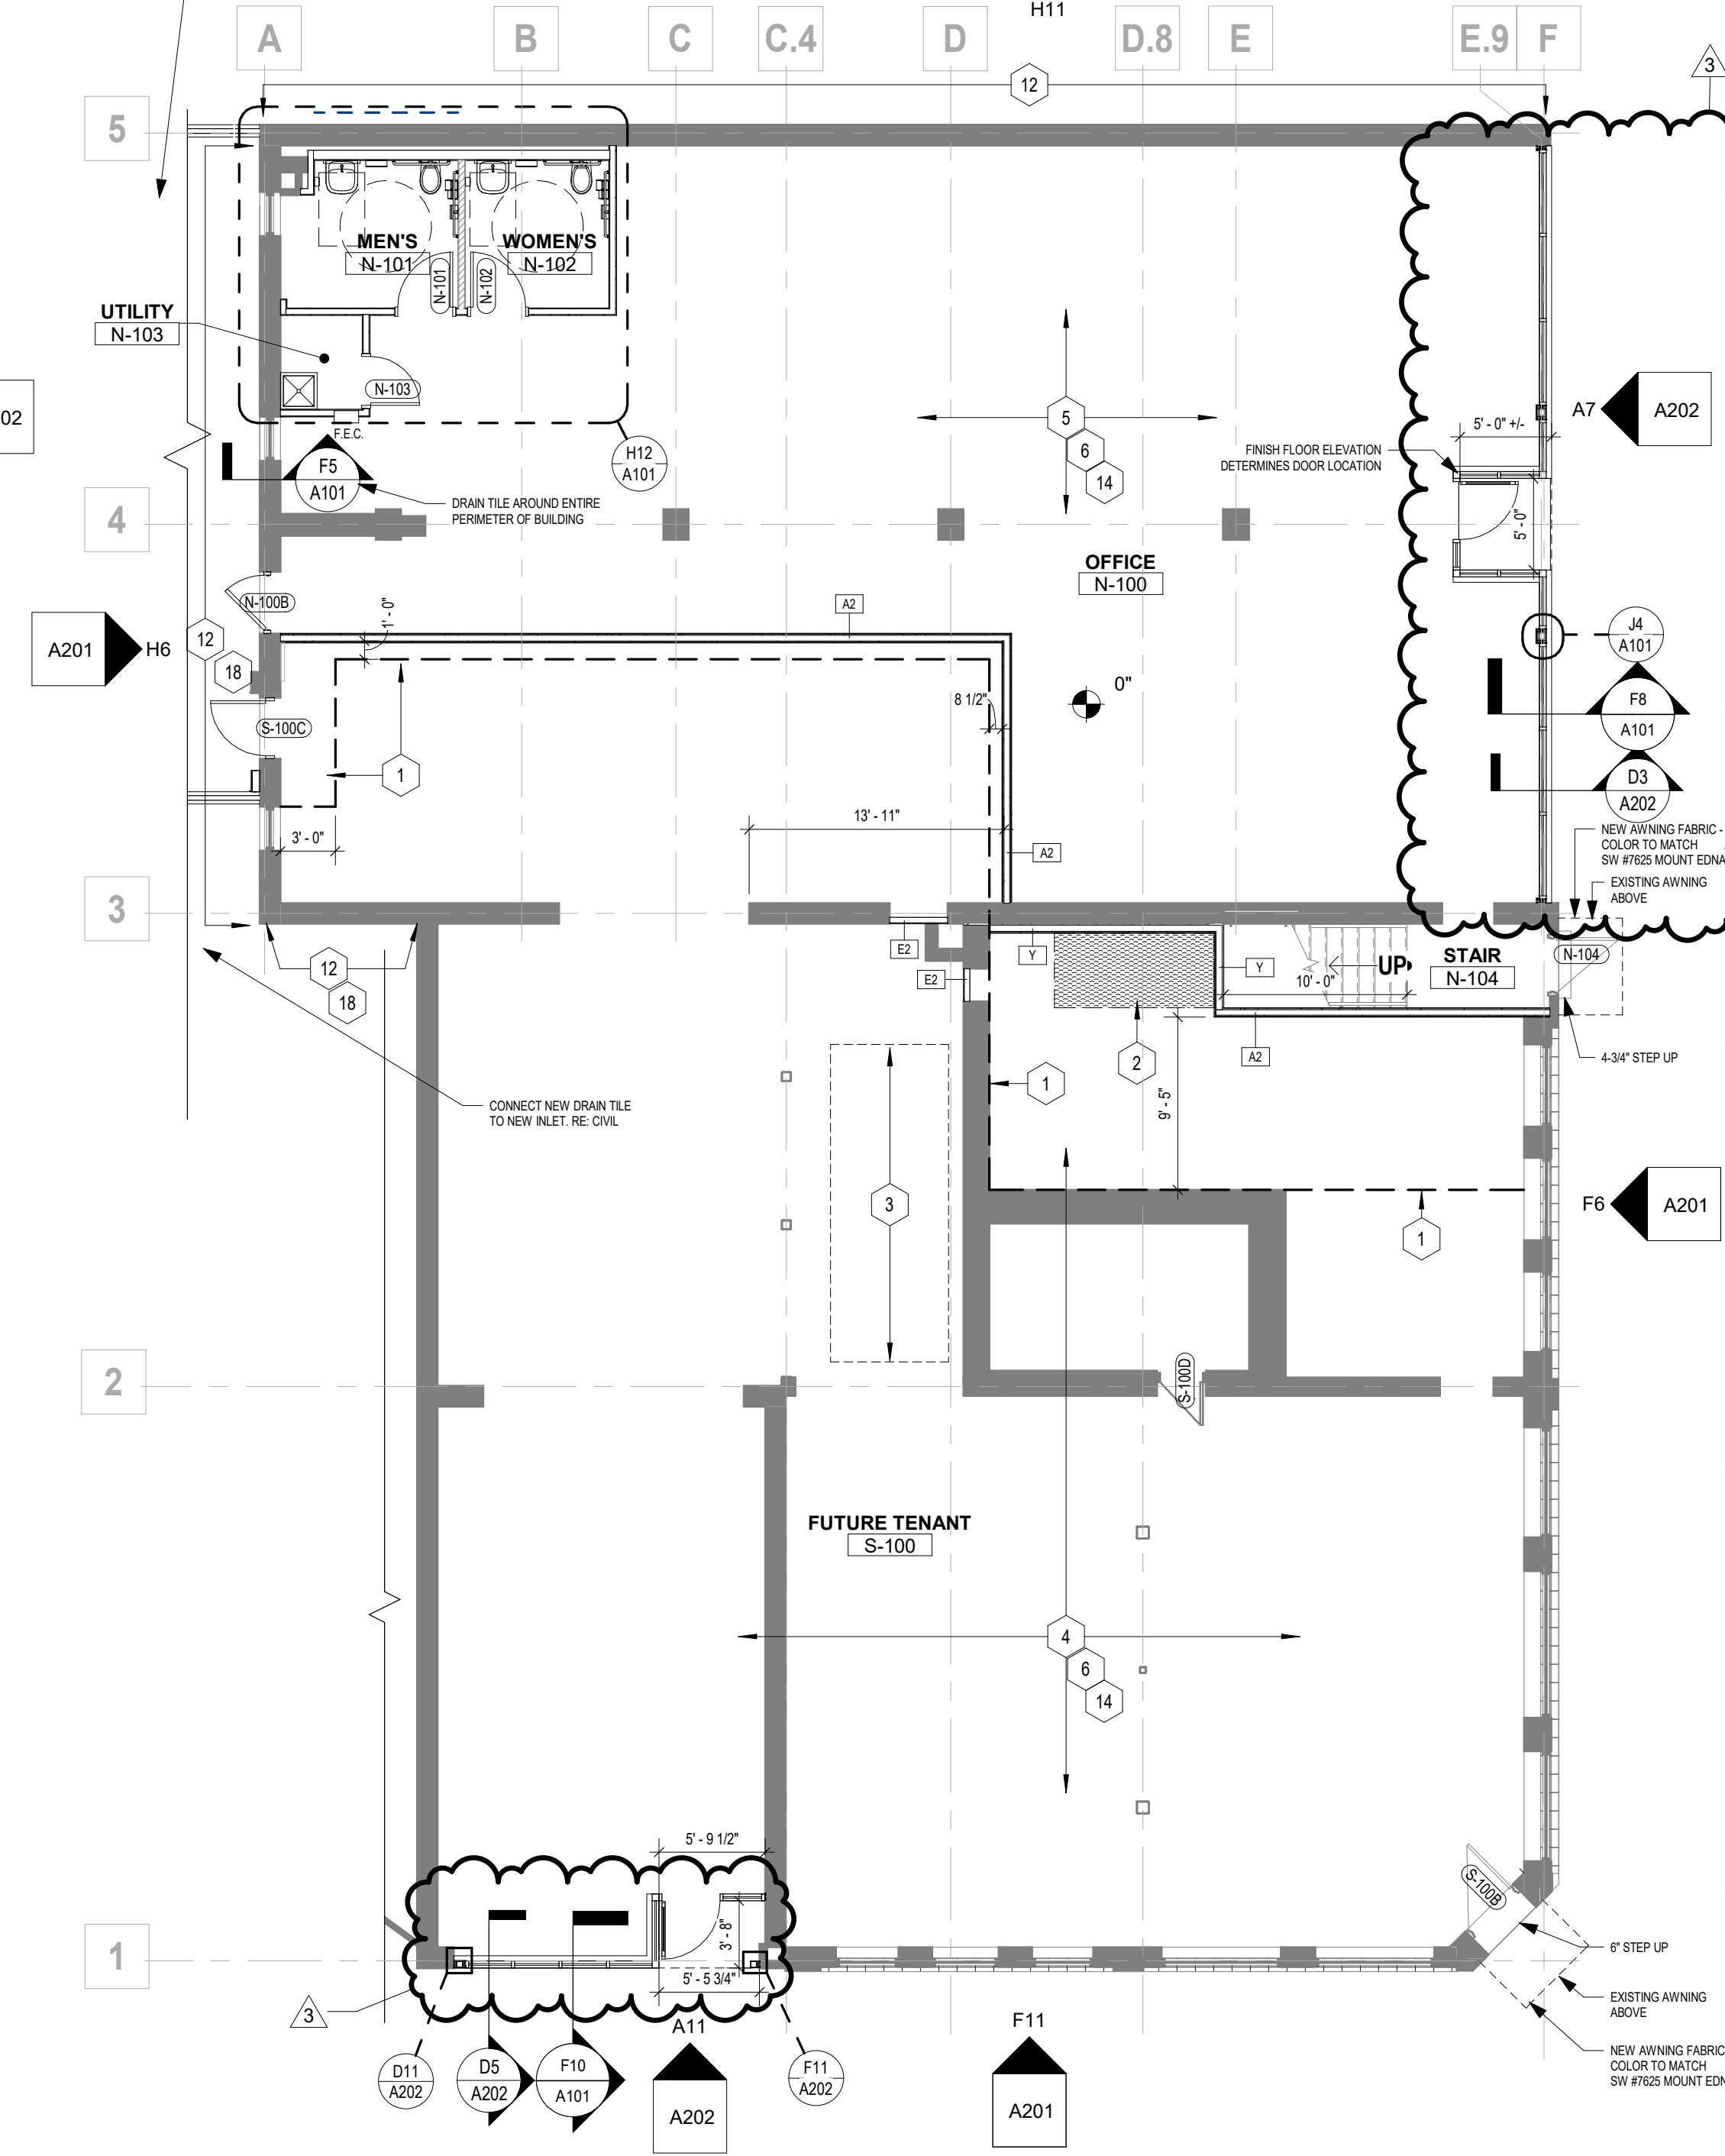 H11
A
B
C
C.4
D
D.8
E
E.9
F
3
12
5
MEN'S
N-101
WOMEN'S
N-102
N-101
N-102
UTILITY
N-103
N-103
02
F.E.C.
F5
A101
H12
A101
DRAIN TILE AROUND ENTIRE
PERIMETER OF BUILDING
5
6
14
5' - 0" +/-
FINISH FLOOR ELEVATION
DETERMINES DOOR LOCATION
A7
A202
4
5' - 0"
OFFICE
N-100
N-100B
1' - 0"
A2
A201
H6
12
18
J4
A101
S-100C
8 1/2"
0"
F8
A101
1
D3
A202
13' - 11"
3' - 0"
A2
NEW AWNING FABRIC -
COLOR TO MATCH
SW #7625 MOUNT EDNA
EXISTING AWNING
ABOVE
3
E2
Y
Y
UP
10' - 0"
STAIR
N-104
N-104
12
18
E2
2
A2
4-3/4" STEP UP
1
9' - 5"
CONNECT NEW DRAIN TILE
TO NEW INLET. RE: CIVIL
3
F6
A201
1
2
S-100D
FUTURE TENANT
S-100
4
6
14
5' - 9 1/2"
S-100B
3' - 8"
1
5' - 5 3/4"
6" STEP UP
3
EXISTING AWNING
ABOVE
A11
F11
NEW AWNING FABRIC
COLOR TO MATCH
SW #7625 MOUNT EDN
D11
A202
D5
A202
F10
A101
A202
F11
A202
A201